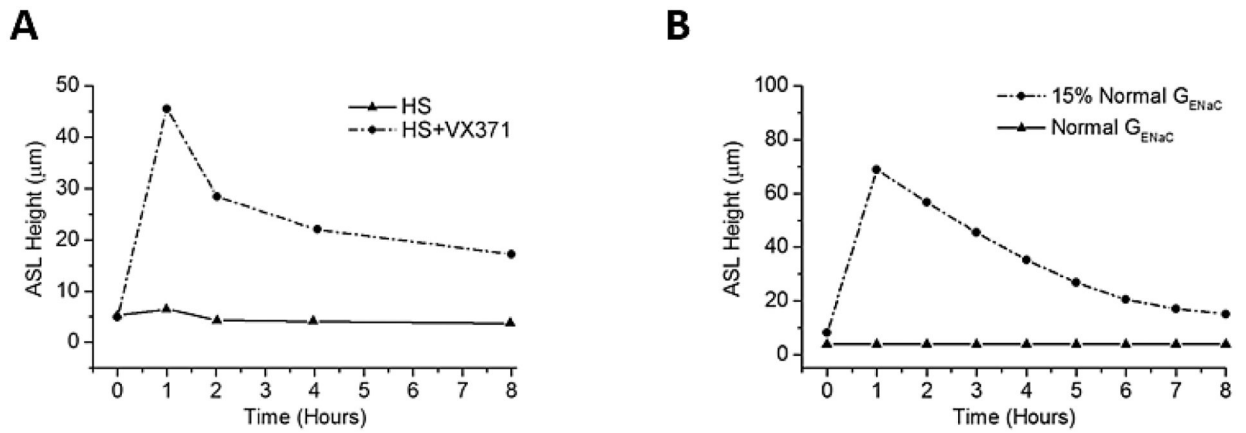 A
ASL Height (μm)
50
40
30
20
10
0
HS
HS+VX371
0 1 2 3 4 5 6 7 8
Time (Hours)
B
ASL Height (μm)
100
80
60
40
20
0
15% Normal GENaC
Normal GENaC
0 1 2 3 4 5 6 7 8
Time (Hours)